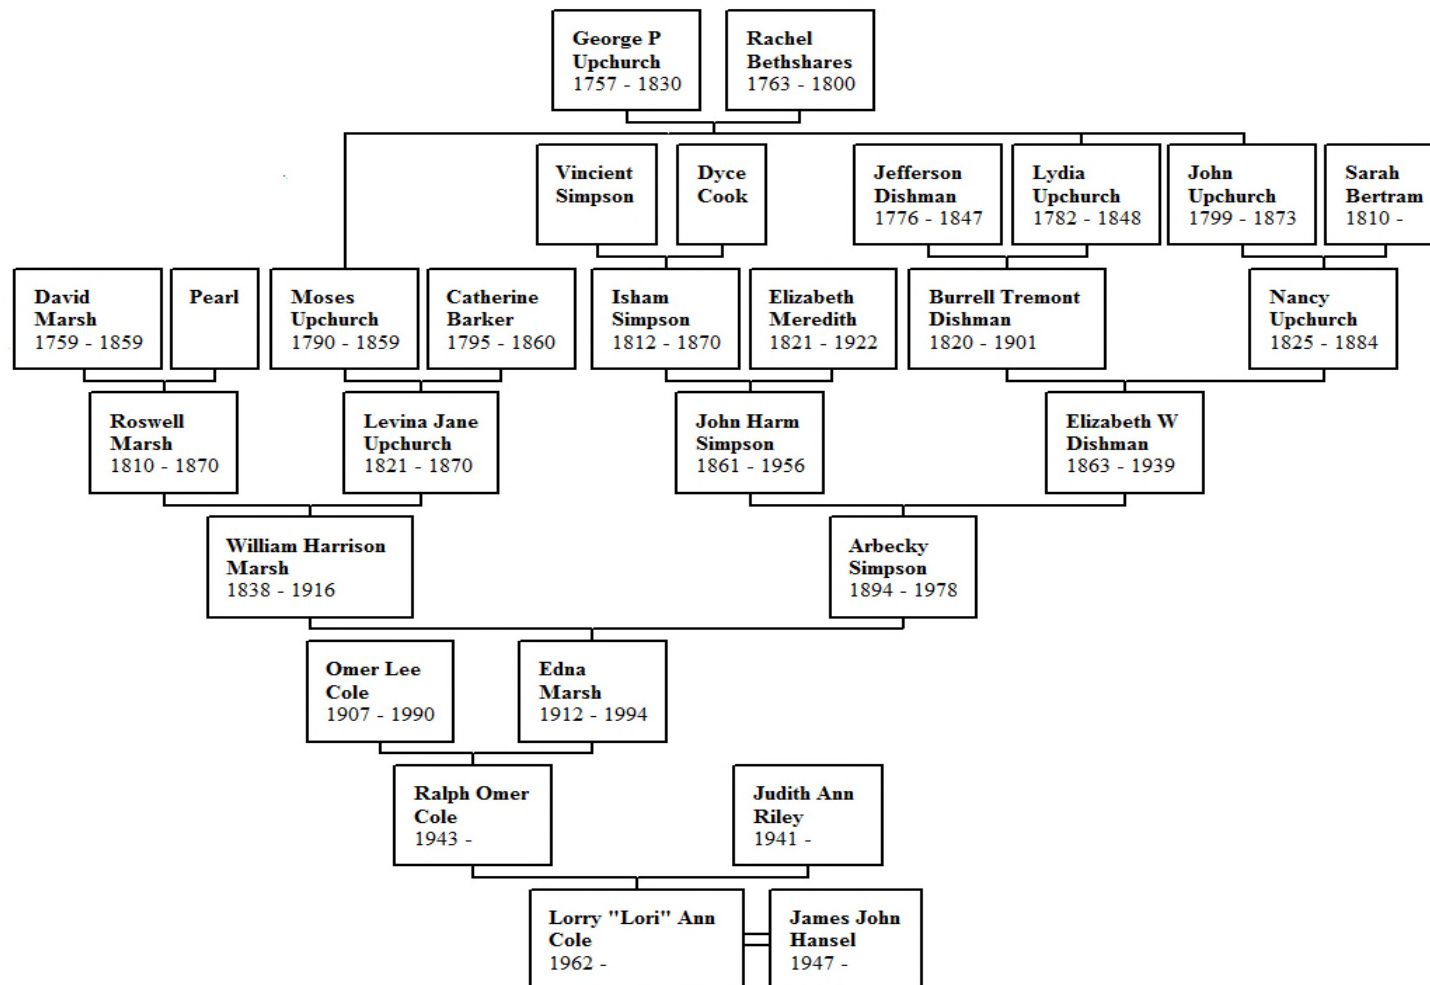 George P
Upchurch
1757 - 1830
Rachel
Bethshares
1763 - 1800
Vincient
Simpson
Dyce
Cook
Jefferson
Dishman
1776 - 1847
Lydia
Upchurch
1782 - 1848
John
Upchurch
1799 - 1873
Sarah
Bertram
1810 -
David
Marsh
1759 - 1859
Pearl
Moses
Upchurch
1790 - 1859
Catherine
Barker
1795 - 1860
Isham
Simpson
1812 - 1870
Elizabeth
Meredith
1821 - 1922
Burrell Tremont
Dishman
1820 - 1901
Nancy
Upchurch
1825 - 1884
Roswell
Marsh
1810 - 1870
Levina Jane
Upchurch
1821 - 1870
John Harm
Simpson
1861 - 1956
Elizabeth W
Dishman
1863 - 1939
William Harrison
Marsh
1838 - 1916
Arbecky
Simpson
1894 - 1978
Omer Lee
Cole
1907 - 1990
Edna
Marsh
1912 - 1994
Ralph Omer
Cole
1943 -
Judith Ann
Riley
1941 -
Lorry "Lori" Ann
Cole
1962 -
James John
Hansel
1947 -